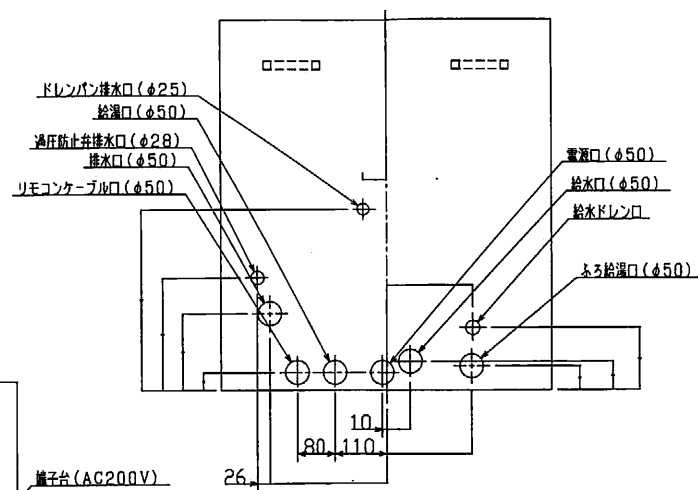 ドレンパン排水口(φ25)
給湯口(φ50)
過圧防止弁排水口(φ28)
排水口(φ50)
リモコンケーブル口(φ50)
電源口(φ50)
給水口(φ50)
給水ドレン口
ふろ給湯口(φ50)
10
80 110
26
端子台(AC200V)